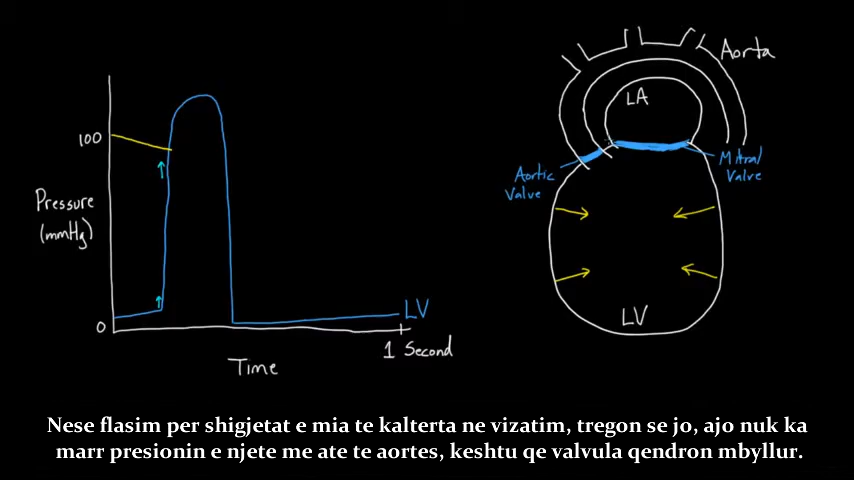 Aorta
LA
100
Aortic
Valve
Mitral
Valve
Pressure
(mmHg)
0
LV
LV
1 Second
Time
Nese flasim per shigjetat e mia te kalterta ne vizatim, tregon se jo, ajo nuk ka
marr presionin e njete me ate te aortes, keshtu qe valvula qendron mbyllur.